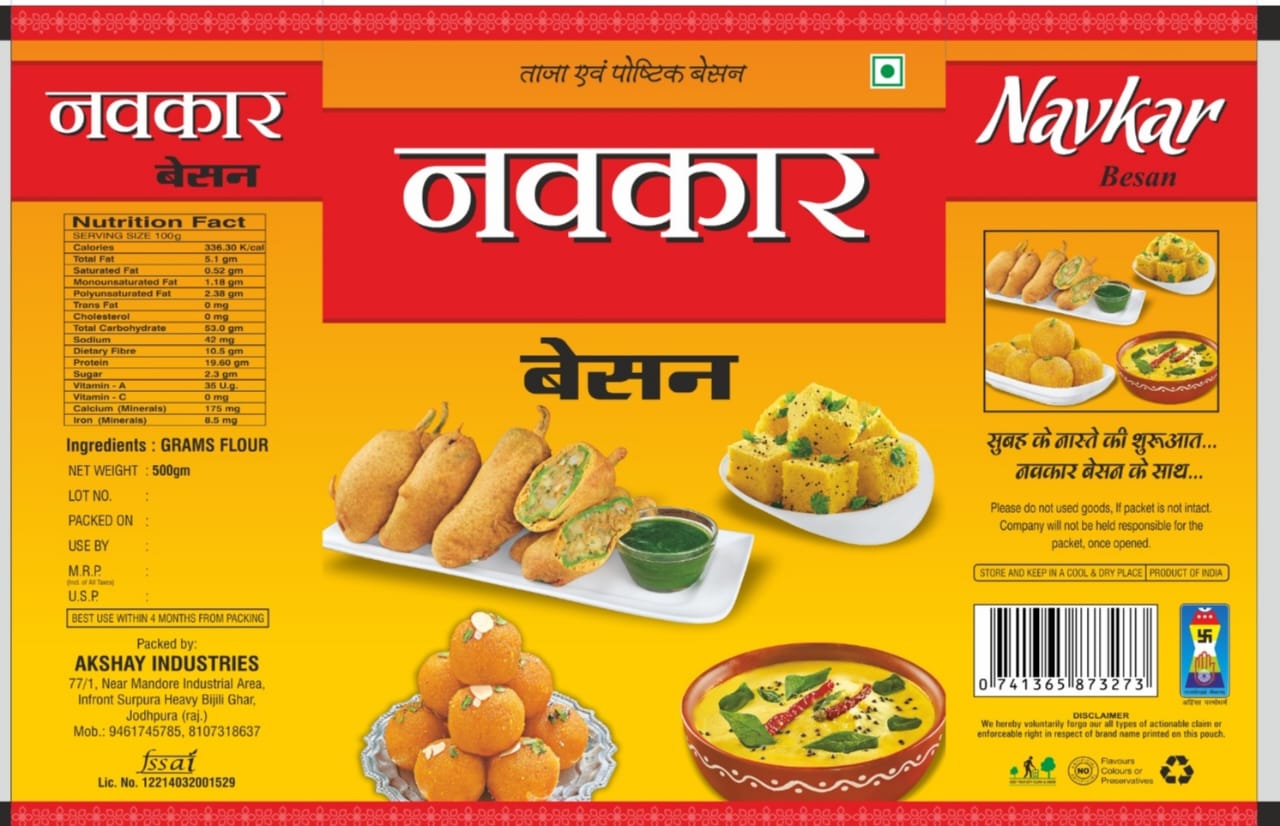 नवकार
बेसन
Nutrition Fact
SERVING SIZE 100g
Calories 336.30 K/cal
Total Fat 5.1 gm
Saturated Fat 0.52 gm
Monounsaturated Fat 1.18 gm
Polyunsaturated Fat 2.38 gm
Trans Fat 0 mg
Cholesterol 0 mg
Total Carbohydrate 53.0 gm
Sodium 42 mg
Dietary Fibre 10.5 gm
Protein 19.60 gm
Sugar 2.3 gm
Vitamin - A 35 U.g.
Vitamin - C 0 mg
Calcium (Minerals) 175 mg
Iron (Minerals) 8.5 mg
Ingredients : GRAMS FLOUR
NET WEIGHT : 500gm
LOT NO. :
PACKED ON :
USE BY :
M.R.P. :
(Incl. of All Taxes)
U.S.P. :
BEST USE WITHIN 4 MONTHS FROM PACKING
Packed by:
AKSHAY INDUSTRIES
77/1, Near Mandore Industrial Area,
Infront Surpura Heavy Bijili Ghar,
Jodhpura (raj.)
Mob.: 9461745785, 8107318637
fssai
Lic. No. 12214032001529
ताजा एवं पोष्टिक बेसन
नवकार
बेसन
Navkar
Besan
सुबह के नास्ते की शुरूआत...
नवकार बेसन के साथ...
Please do not used goods, If packet is not intact.
Company will not be held responsible for the
packet, once opened.
STORE AND KEEP IN A COOL & DRY PLACE PRODUCT OF INDIA
0 741365 873273
DISCLAIMER
We hereby voluntarily forgo our all types of actionable claim or
enforceable right in respect of brand name printed on this pouch.
NO
Flavours
Colours or
Preservatives